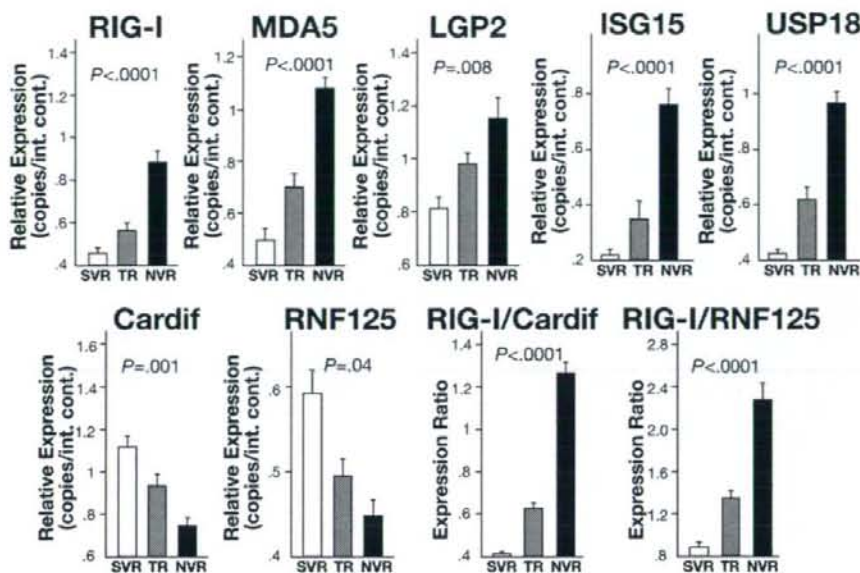 RIG-I
MDA5
LGP2
ISG15
USP18
Relative Expression
(copies/int. cont.)
1.4
1.2
1
.8
.6
.4
P<.0001
SVR TR NVR
Relative Expression
(copies/int. cont.)
1.2
1.0
.8
.6
.4
P<.0001
SVR TR NVR
Relative Expression
(copies/int. cont.)
1.4
1.2
1
.8
.6
P=.008
SVR TR NVR
Relative Expression
(copies/int. cont.)
.8
.4
.2
P<.0001
SVR TR NVR
Relative Expression
(copies/int. cont.)
1
.8
.6
.4
P<.0001
SVR TR NVR
Cardif
RNF125
RIG-I/Cardif
RIG-I/RNF125
Relative Expression
(copies/int. cont.)
1.6
1.4
1.2
1
.8
.6
P=.001
SVR TR NVR
Relative Expression
(copies/int. cont.)
.6
.5
.4
P=.04
SVR TR NVR
Expression Ratio
1.4
1.2
1
.8
.6
.4
P<.0001
SVR TR NVR
Expression Ratio
2.8
2.4
2.0
1.6
1.2
.8
P<.0001
SVR TR NVR